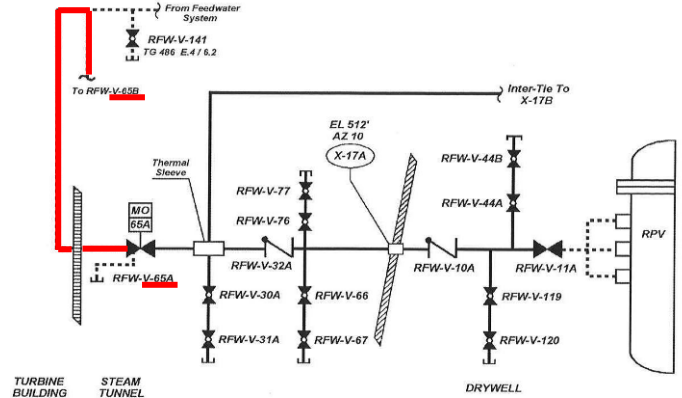 From Feedwater
System
RFW-V-141
TG 486 E.4 / 6.2
To RFW-V-65B
Inter-Tie To
X-17B
EL 512'
AZ 10
X-17A
RFW-V-44B
Thermal
Sleeve
RFW-V-77
MO
65A
RFW-V-76
RFW-V-44A
RPV
RFW-V-32A
RFW-V-10A
RFW-V-11A
RFW-V-65A
RFW-V-30A
RFW-V-66
RFW-V-119
RFW-V-31A
RFW-V-67
RFW-V-120
TURBINE
BUILDING
STEAM
TUNNEL
DRYWELL